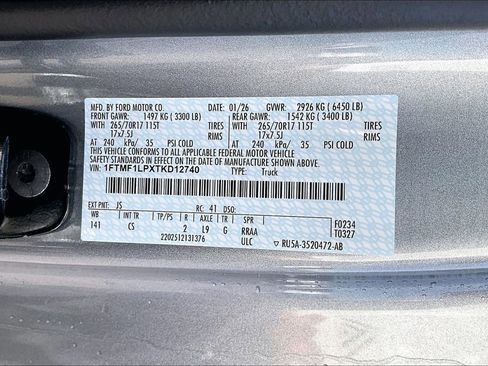 MFD. BY FORD MOTOR CO. 01/26 GVWR: 2926 KG ( 6450 LB)
FRONT GAWR: 1497 KG ( 3300 LB) REAR GAWR: 1542 KG ( 3400 LB)
WITH 265/70R17 115T TIRES WITH 265/70R17 115T TIRES
17x7.5J RIMS 17x7.5J RIMS
AT 240 kPa/ 35 PSI COLD AT 240 kPa/ 35 PSI COLD
THIS VEHICLE CONFORMS TO ALL APPLICABLE FEDERAL MOTOR VEHICLE
SAFETY STANDARDS IN EFFECT ON THE DATE OF MANUFACTURE SHOWN ABOVE.
VIN: 1FTMF1LPXTKD12740 TYPE: Truck
EXT PNT: JS RC: 41 DSO:
WB INT TR TP/PS R AXLE TR SPR F0234
141 CS 2 L9 G RRAA T0327
2202512131376 ULC RU5A-3520472-AB